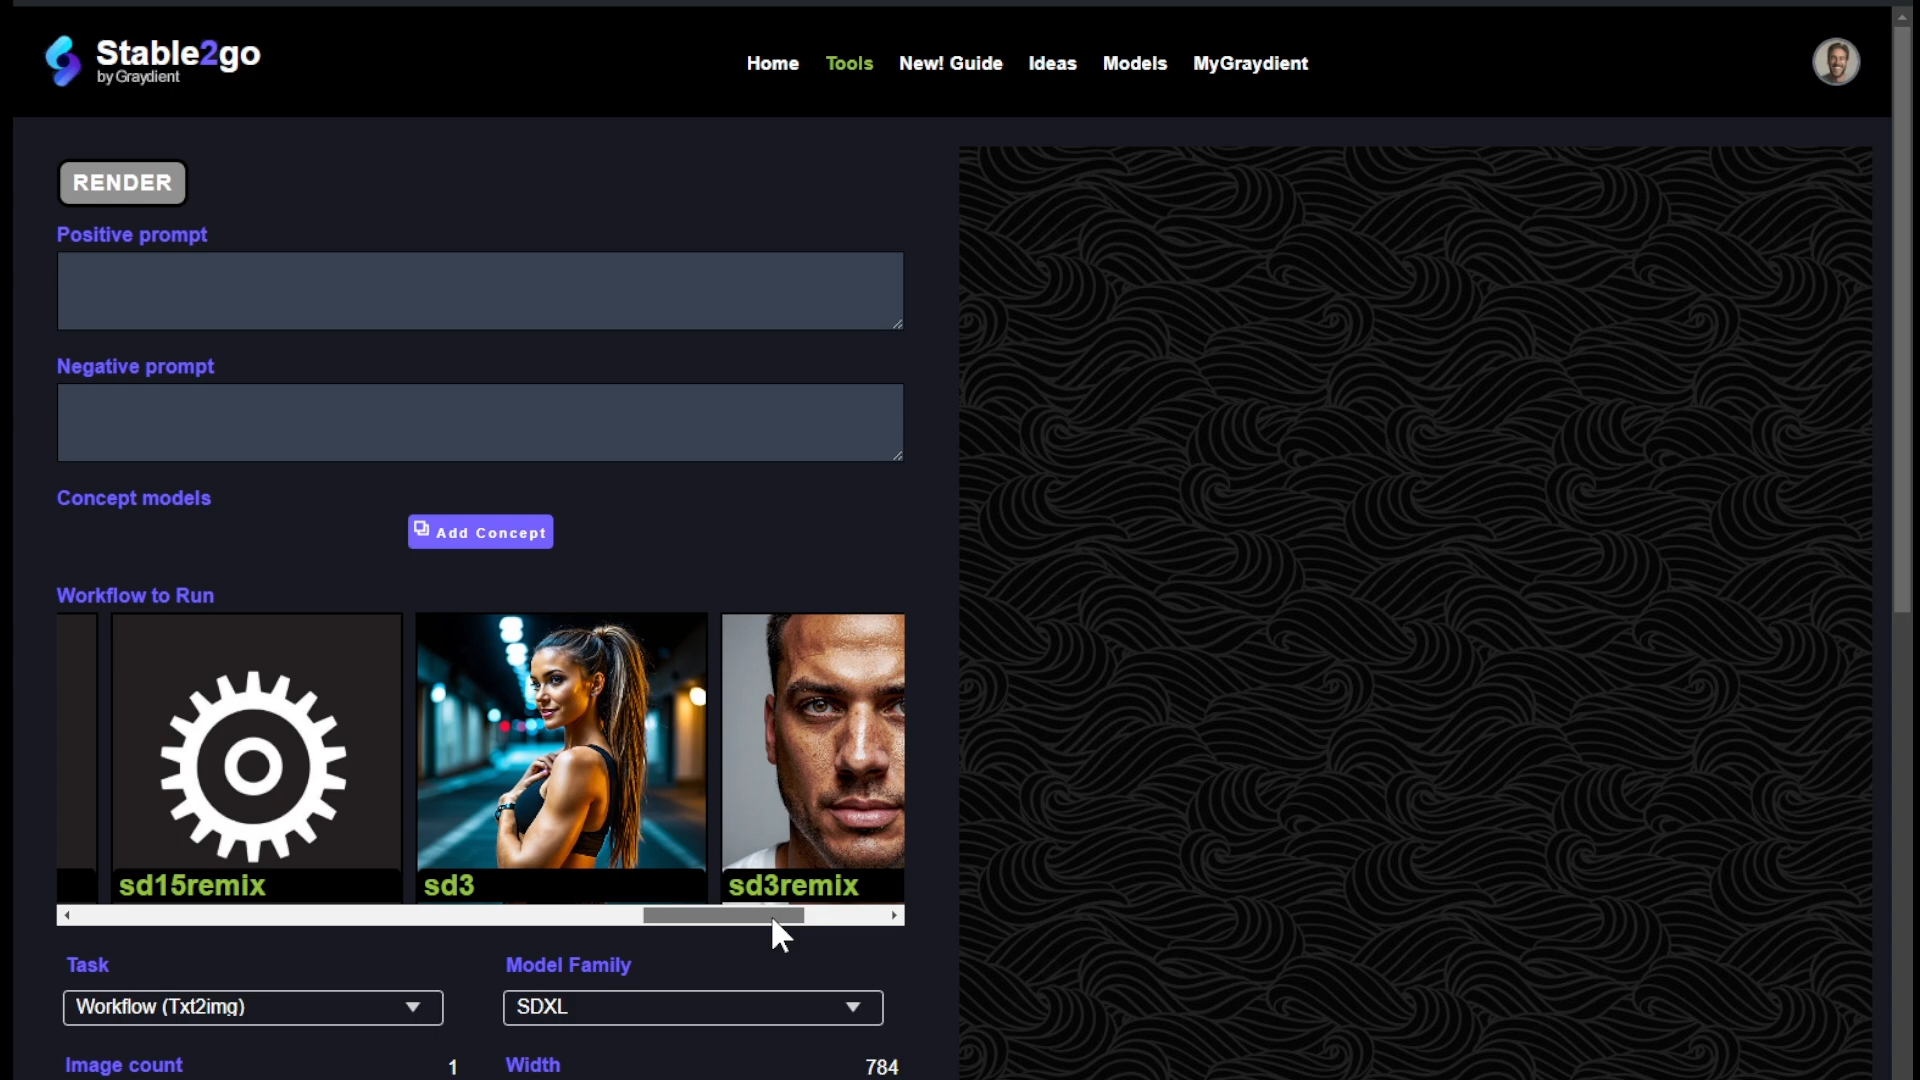 Stable2go
by Graydient
Home Tools New! Guide Ideas Models MyGraydient
RENDER
Positive prompt
Negative prompt
Concept models
Add Concept
Workflow to Run
sd15remix sd3 sd3remix
Task Model Family
Workflow (Txt2img) SDXL
Image count 1 Width 784